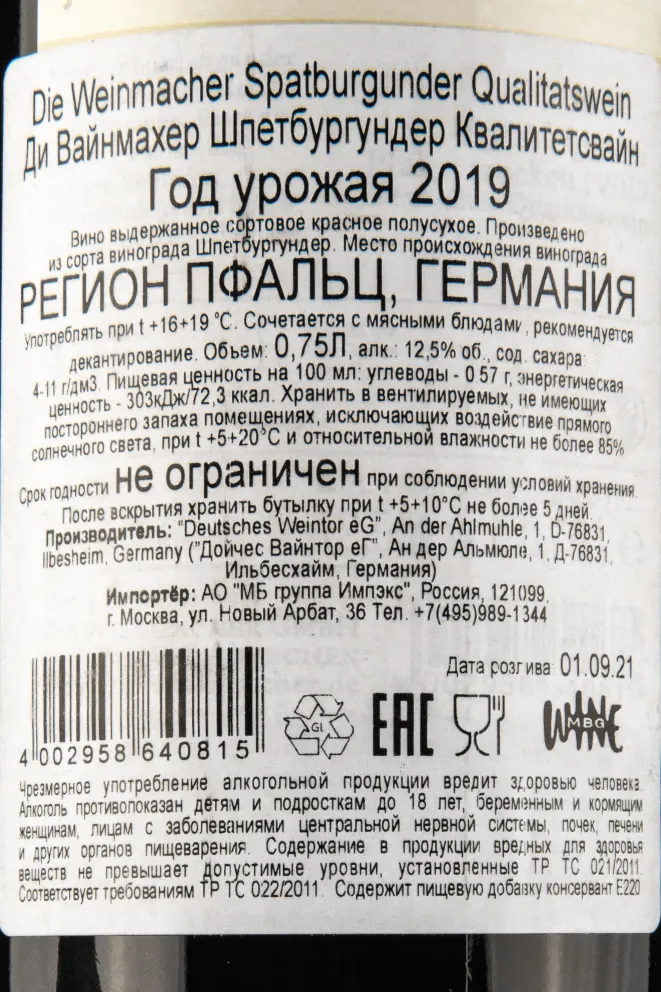 Die Weinmacher Spatburgunder Qualitatswein
Ди Вайнмахер Шпетбургундер Квалитетсвайн
Год урожая 2019
Вино выдержанное сортовое красное полусухое. Произведено
из сорта винограда Шпетбургундер. Место происхождения винограда
РЕГИОН ПФАЛЬЦ, ГЕРМАНИЯ
Употреблять при t +16+19 °С. Сочетается с мясными блюдами, рекомендуется
декантирование. Объем: 0,75Л, алк.: 12,5% об., сод. сахара:
4-11 г/дм3. Пищевая ценность на 100 мл: углеводы - 0.57 г, энергетическая
ценность - 303кДж/72,3 ккал. Хранить в вентилируемых, не имеющих
постороннего запаха помещениях, исключающих воздействие прямого
солнечного света, при t +5+20°С и относительной влажности не более 85%
Срок годности не ограничен при соблюдении условий хранения.
После вскрытия хранить бутылку при t +5+10°С не более 5 дней.
Производитель: "Deutsches Weintor eG", An der Ahlmuhle, 1, D-76831,
Ilbesheim, Germany ("Дойчес Вайнтор еГ", Ан дер Альмюле, 1, Д-76831,
Ильбесхайм, Германия)
Импортёр: АО "МБ группа Импэкс", Россия, 121099,
г. Москва, ул. Новый Арбат, 36 Тел. +7(495)989-1344
Дата розлива: 01.09.21
4 002958 640815
GL
EAC
WINE
MBG
Чрезмерное употребление алкогольной продукции вредит здоровью человека.
Алкоголь противопоказан детям и подросткам до 18 лет, беременным и кормящим
женщинам, лицам с заболеваниями центральной нервной системы, почек, печени
и других органов пищеварения. Содержание в продукции вредных для здоровья
веществ не превышает допустимые уровни, установленные ТР ТС 021/2011.
Соответствует требованиям ТР ТС 022/2011. Содержит пищевую добавку консервант Е220